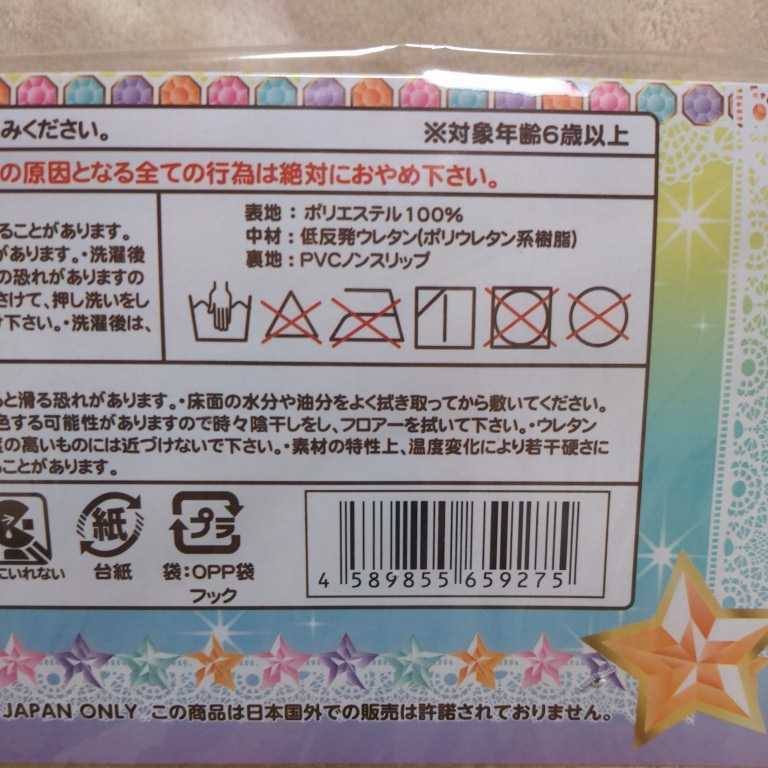 みください。
※対象年齢6歳以上
の原因となる全ての行為は絶対におやめ下さい。
ることがあります。
があります。・洗濯後
の恐れがありますの
さけて、押し洗いをし
け下さい。・洗濯後は、
表地：ポリエステル100%
中材：低反発ウレタン(ポリウレタン系樹脂)
裏地：PVCノンスリップ
と滑る恐れがあります。・床面の水分や油分をよく拭き取ってから敷いてください。
色する可能性がありますので時々陰干しをし、フロアーを拭いて下さい。・ウレタン
の高いものには近づけないで下さい。・素材の特性上、温度変化により若干硬さに
ることがあります。
にいれない
紙
台紙
プラ
袋：OPP袋
フック
4 589855 659275
JAPAN ONLY この商品は日本国外での販売は許諾されておりません。